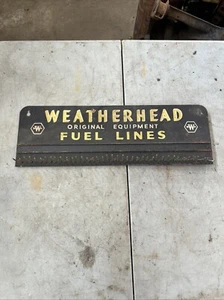 WEATHERHEAD
ORIGINAL EQUIPMENT
FUEL LINES